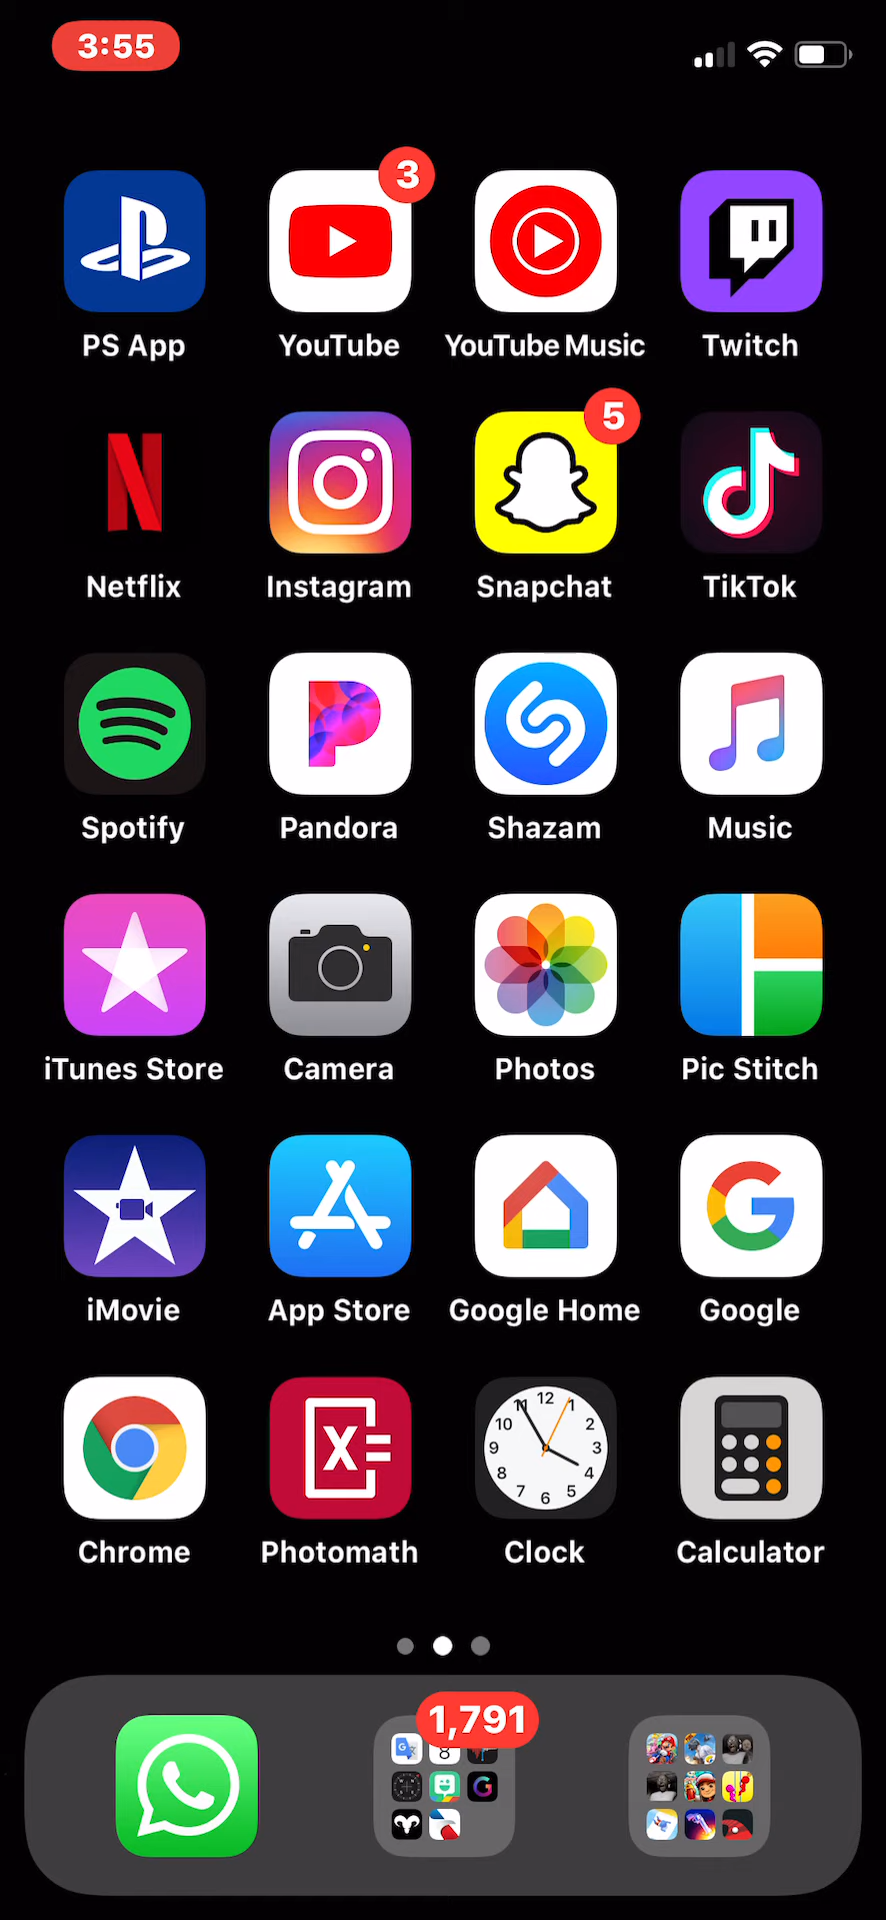 3:55
3
PS App YouTube YouTube Music Twitch
5
Netflix Instagram Snapchat TikTok
Spotify Pandora Shazam Music
iTunes Store Camera Photos Pic Stitch
iMovie App Store Google Home Google
12
11 1
10 2
9 3
8 4
7 5
6
Chrome Photomath Clock Calculator
1,791
8